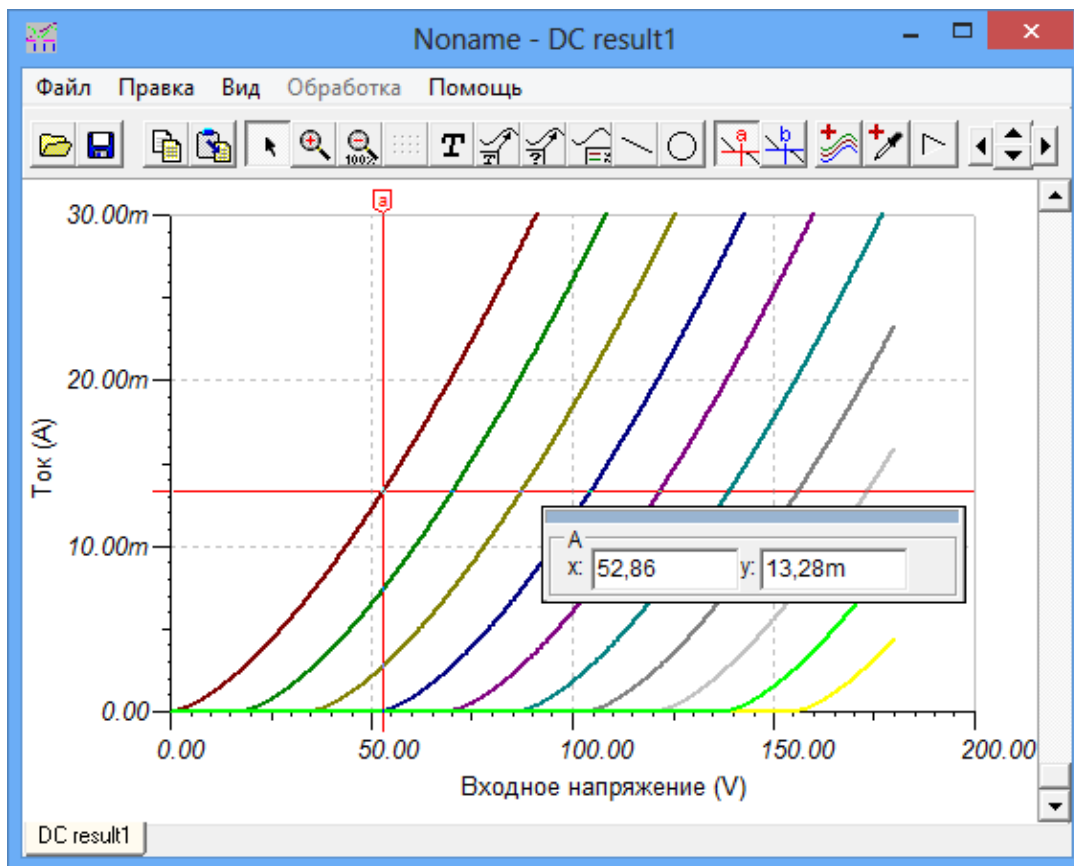 Noname - DC result1
Файл Правка Вид Обработка Помощь
100% T T ? a b
a
30.00m
20.00m
10.00m
0.00
Ток (A)
A
x: 52,86 y: 13,28m
0.00 50.00 100.00 150.00 200.00
Входное напряжение (V)
DC result1